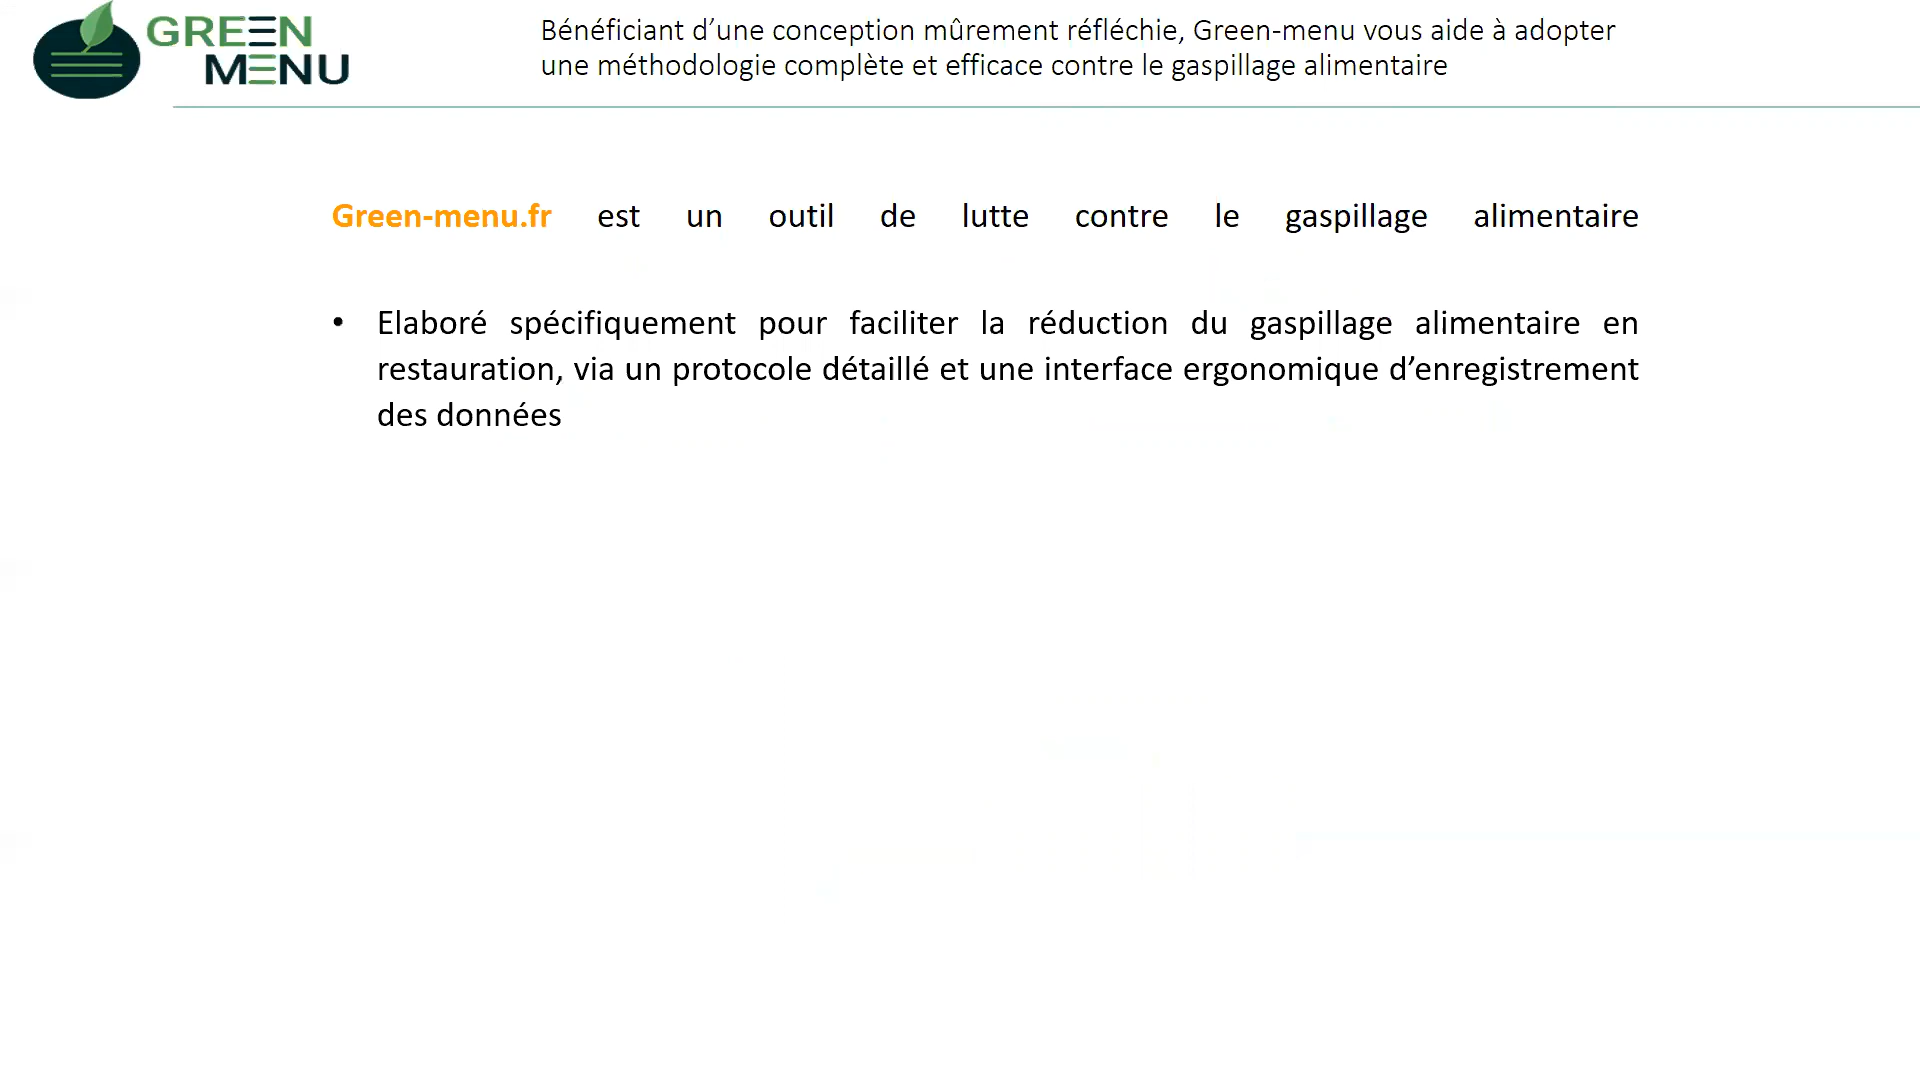 GREEN
MENU
Bénéficiant d’une conception mûrement réfléchie, Green-menu vous aide à adopter
une méthodologie complète et efficace contre le gaspillage alimentaire
Green-menu.fr est un outil de lutte contre le gaspillage alimentaire
• Elaboré spécifiquement pour faciliter la réduction du gaspillage alimentaire en
restauration, via un protocole détaillé et une interface ergonomique d’enregistrement
des données